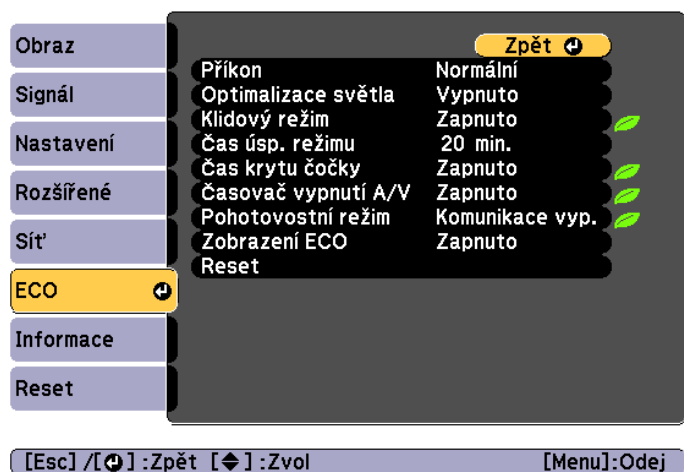 Obraz
Signál
Nastavení
Rozšířené
Síť
ECO
Informace
Reset
Zpět
Příkon Normální
Optimalizace světla Vypnuto
Klidový režim Zapnuto
Čas úsp. režimu 20 min.
Čas krytu čočky Zapnuto
Časovač vypnutí A/V Zapnuto
Pohotovostní režim Komunikace vyp.
Zobrazení ECO Zapnuto
Reset
[Esc] /[ ] :Zpět [ ] :Zvol [Menu]:Odej